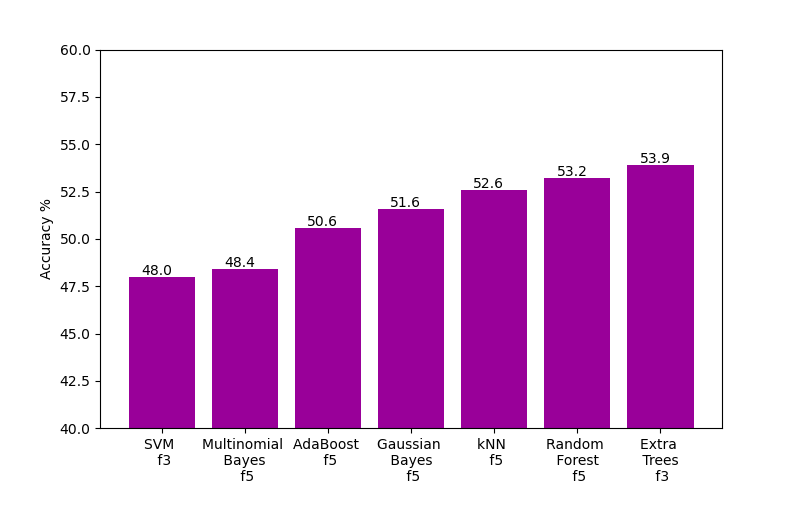 60.0
57.5
55.0
52.5
50.0
47.5
45.0
42.5
40.0
Accuracy %
48.0
48.4
50.6
51.6
52.6
53.2
53.9
SVM
f3
Multinomial
Bayes
f5
AdaBoost
f5
Gaussian
Bayes
f5
kNN
f5
Random
Forest
f5
Extra
Trees
f3